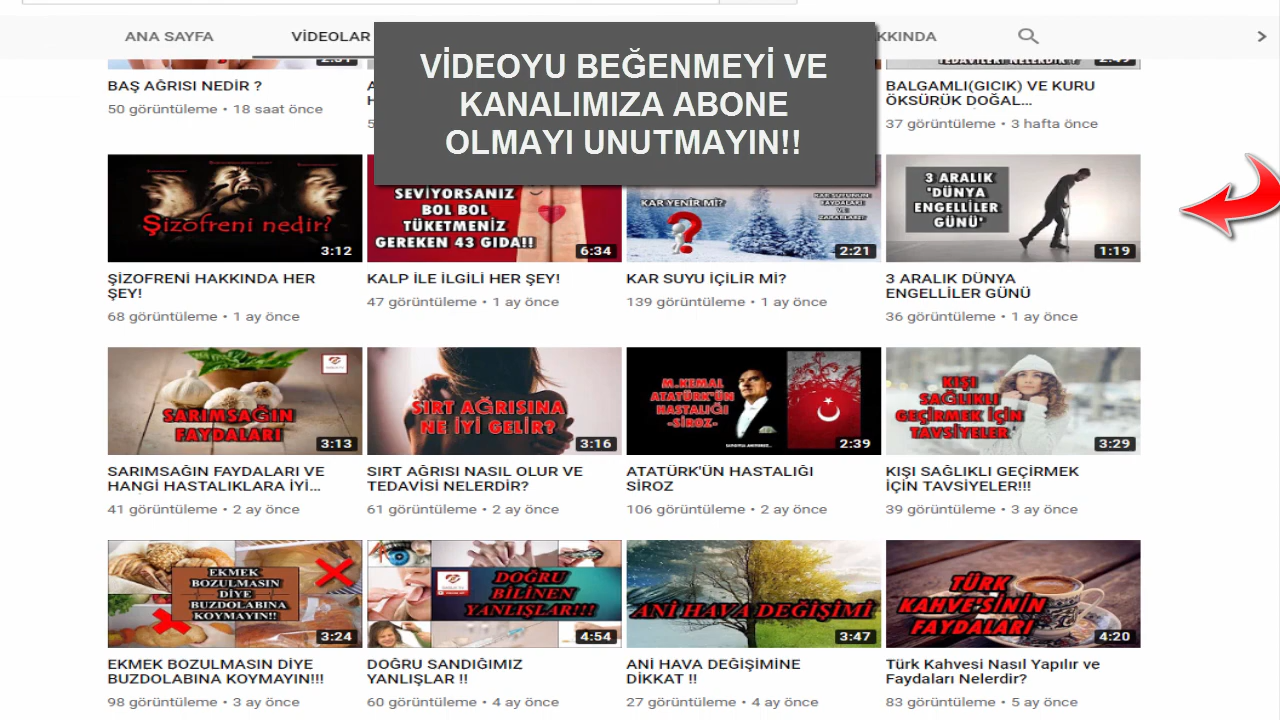 ANA SAYFA
VİDEOLAR
KKINDA
VİDEOYU BEĞENMEYİ VE
KANALIMIZA ABONE
OLMAYI UNUTMAYIN!!
BAŞ AĞRISI NEDİR ?
50 görüntüleme • 18 saat önce
BALGAMLI(GICIK) VE KURU
ÖKSÜRÜK DOĞAL...
37 görüntüleme • 3 hafta önce
Şizofreni nedir?
3:12
ŞİZOFRENİ HAKKINDA HER
ŞEY!
68 görüntüleme • 1 ay önce
SEVİYORSANIZ
BOL BOL
TÜKETMENİZ
GEREKEN 43 GIDA!!
6:34
KALP İLE İLGİLİ HER ŞEY!
47 görüntüleme • 1 ay önce
KAR YENİR Mİ?
2:21
KAR SUYU İÇİLİR Mİ?
139 görüntüleme • 1 ay önce
3 ARALIK
'DÜNYA
ENGELLİLER
GÜNÜ'
1:19
3 ARALIK DÜNYA
ENGELLİLER GÜNÜ
36 görüntüleme • 1 ay önce
SARIMSAĞIN
FAYDALARI
3:13
SARIMSAĞIN FAYDALARI VE
HANGİ HASTALIKLARA İYİ...
41 görüntüleme • 2 ay önce
SIRT AĞRISINA
NE İYİ GELİR?
3:16
SIRT AĞRISI NASIL OLUR VE
TEDAVİSİ NELERDİR?
61 görüntüleme • 2 ay önce
M.KEMAL
ATATÜRK'ÜN
HASTALIĞI
-SİROZ-
2:39
ATATÜRK'ÜN HASTALIĞI
SİROZ
106 görüntüleme • 2 ay önce
KIŞI
SAĞLIKLI
GEÇİRMEK İÇİN
TAVSİYELER
3:29
KIŞI SAĞLIKLI GEÇİRMEK
İÇİN TAVSİYELER!!!
39 görüntüleme • 3 ay önce
EKMEK
BOZULMASIN
DİYE
BUZDOLABINA
KOYMAYIN!!
3:24
EKMEK BOZULMASIN DİYE
BUZDOLABINA KOYMAYIN!!!
98 görüntüleme • 3 ay önce
DOĞRU
BİLİNEN
YANLIŞLAR!!!
4:54
DOĞRU SANDIĞIMIZ
YANLIŞLAR !!
60 görüntüleme • 4 ay önce
ANİ HAVA DEĞİŞİMİ
3:47
ANİ HAVA DEĞİŞİMİNE
DİKKAT !!
27 görüntüleme • 4 ay önce
TÜRK
KAHVE'SİNİN
FAYDALARI
4:20
Türk Kahvesi Nasıl Yapılır ve
Faydaları Nelerdir?
83 görüntüleme • 5 ay önce